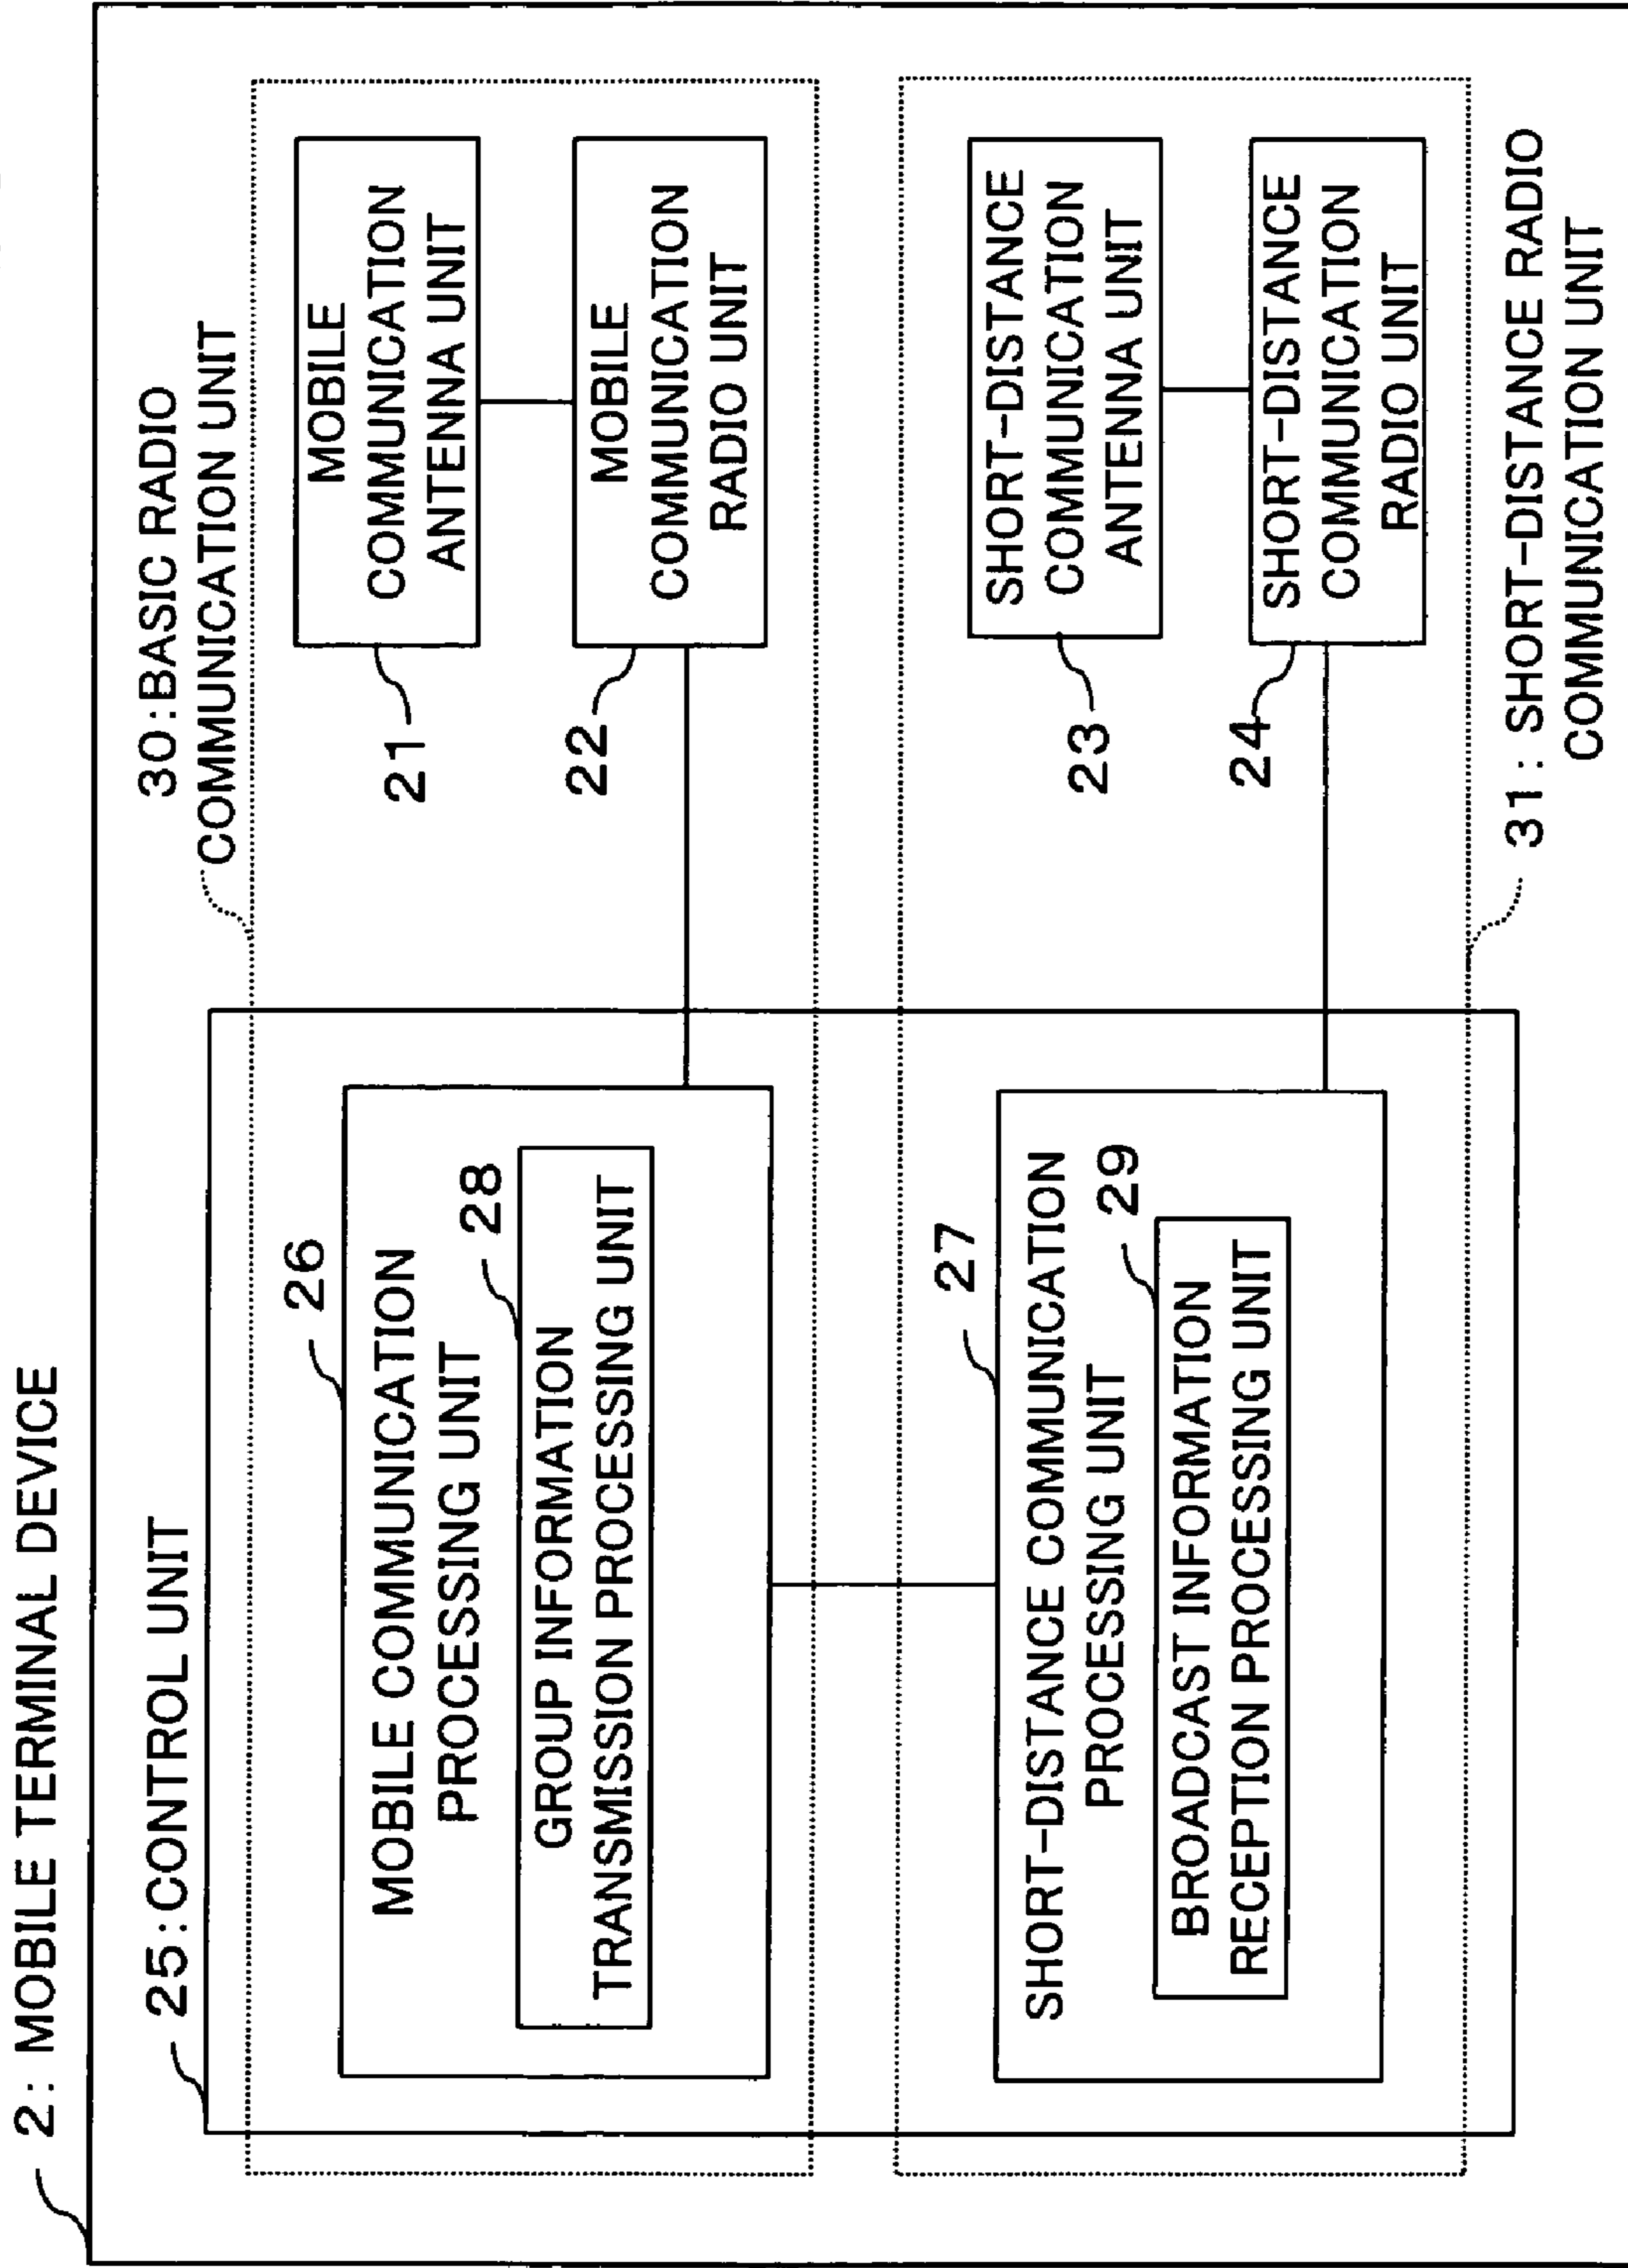 2: MOBILE TERMINAL DEVICE
25:CONTROL UNIT
30:BASIC RADIO
COMMUNICATION UNIT
26
MOBILE COMMUNICATION
PROCESSING UNIT
28
GROUP INFORMATION
TRANSMISSION PROCESSING UNIT
21
MOBILE
COMMUNICATION
ANTENNA UNIT
22
MOBILE
COMMUNICATION
RADIO UNIT
27
SHORT-DISTANCE COMMUNICATION
PROCESSING UNIT
29
BROADCAST INFORMATION
RECEPTION PROCESSING UNIT
23
SHORT-DISTANCE
COMMUNICATION
ANTENNA UNIT
24
SHORT-DISTANCE
COMMUNICATION
RADIO UNIT
31: SHORT-DISTANCE RADIO
COMMUNICATION UNIT